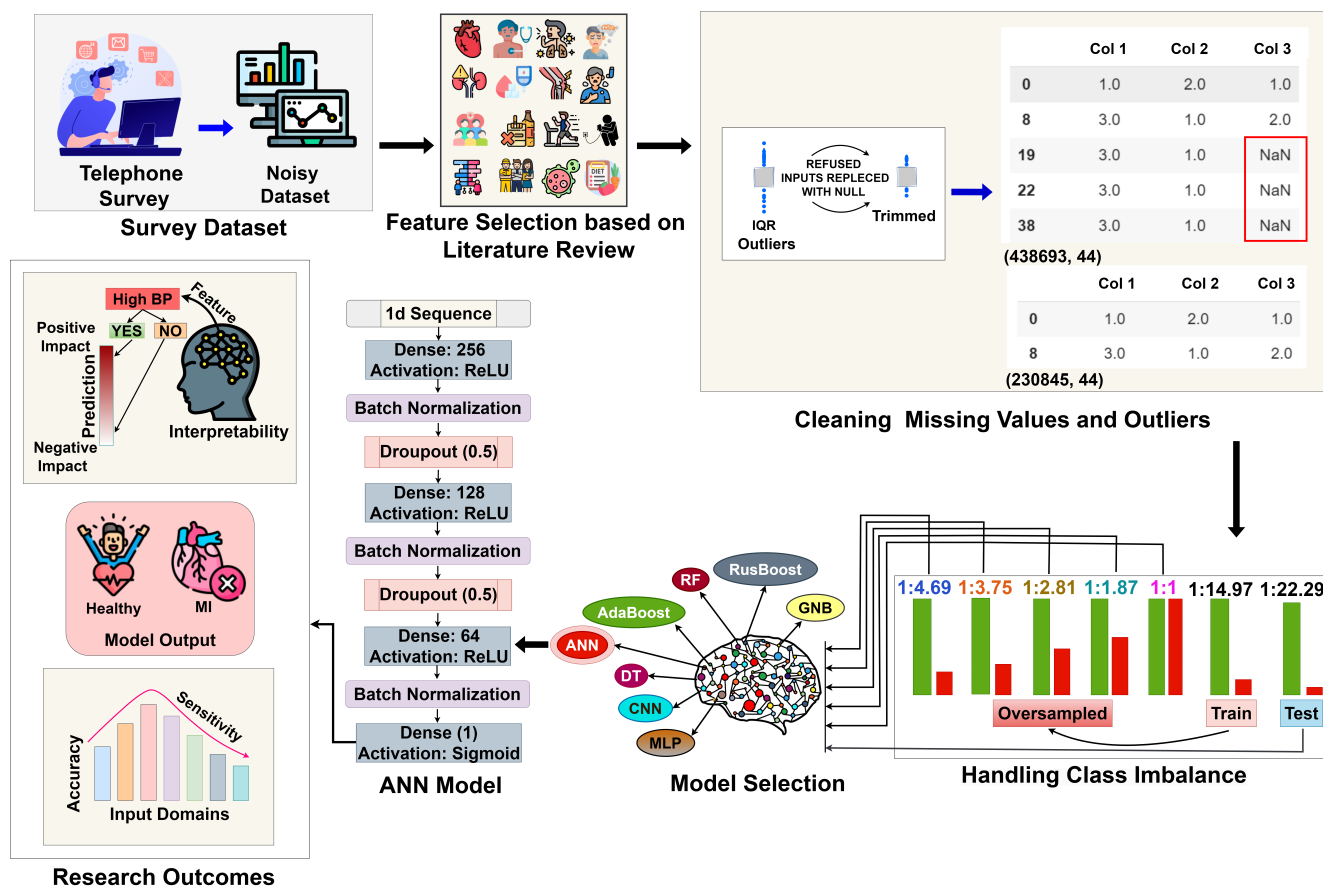 Telephone
Survey
Noisy
Dataset
Survey Dataset
DIET
Feature Selection based on
Literature Review
IQR
Outliers
REFUSED
INPUTS REPLECED
WITH NULL
Trimmed
Col 1 Col 2 Col 3
0 1.0 2.0 1.0
8 3.0 1.0 2.0
19 3.0 1.0 NaN
22 3.0 1.0 NaN
38 3.0 1.0 NaN
(438693, 44)
Col 1 Col 2 Col 3
0 1.0 2.0 1.0
8 3.0 1.0 2.0
(230845, 44)
Cleaning Missing Values and Outliers
1:4.69 1:3.75 1:2.81 1:1.87 1:1 1:14.97 1:22.29
Oversampled Train Test
Handling Class Imbalance
RusBoost
RF
GNB
AdaBoost
ANN
DT
CNN
MLP
Model Selection
1d Sequence
Dense: 256
Activation: ReLU
Batch Normalization
Droupout (0.5)
Dense: 128
Activation: ReLU
Batch Normalization
Droupout (0.5)
Dense: 64
Activation: ReLU
Batch Normalization
Dense (1)
Activation: Sigmoid
ANN Model
High BP
Feature
YES NO
Positive
Impact
Prediction
Negative
Impact
Interpretability
Healthy
MI
Model Output
Sensitivity
Accuracy
Input Domains
Research Outcomes